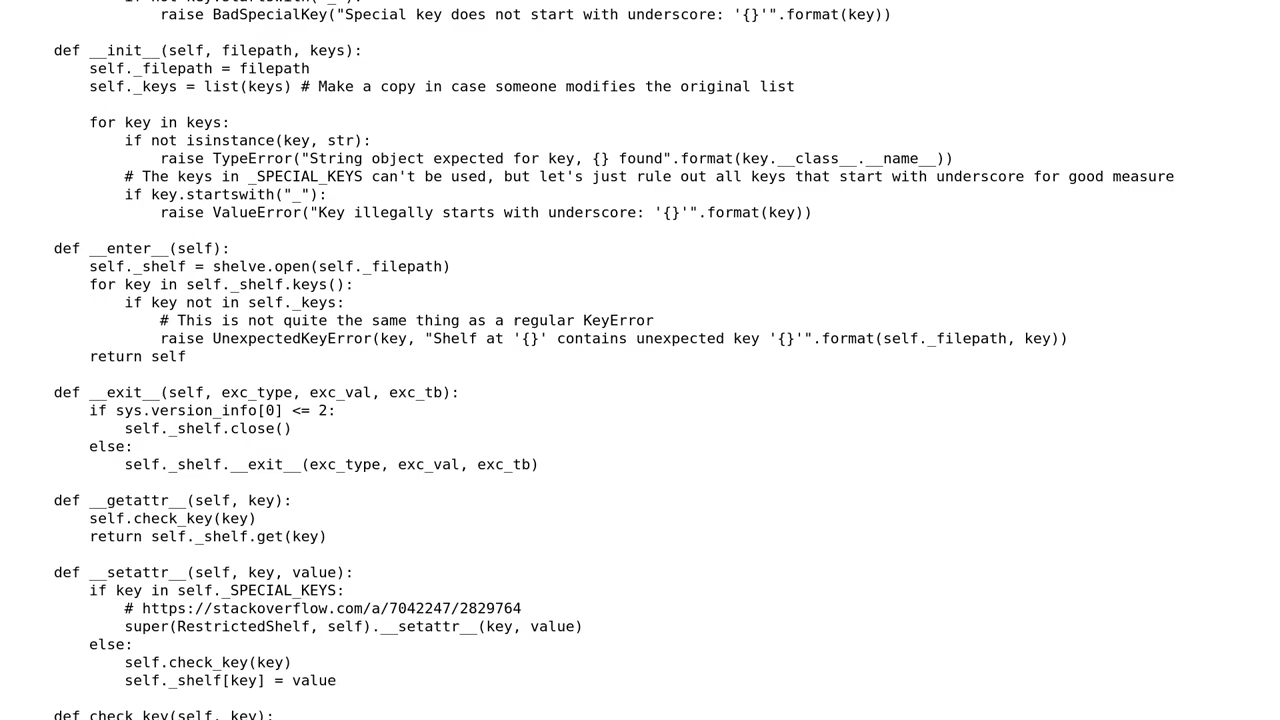 if not key.startswith("_"):
            raise BadSpecialKey("Special key does not start with underscore: '{}'".format(key))

def __init__(self, filepath, keys):
    self._filepath = filepath
    self._keys = list(keys) # Make a copy in case someone modifies the original list

    for key in keys:
        if not isinstance(key, str):
            raise TypeError("String object expected for key, {} found".format(key.__class__.__name__))
        # The keys in _SPECIAL_KEYS can't be used, but let's just rule out all keys that start with underscore for good measure
        if key.startswith("_"):
            raise ValueError("Key illegally starts with underscore: '{}'".format(key))

def __enter__(self):
    self._shelf = shelve.open(self._filepath)
    for key in self._shelf.keys():
        if key not in self._keys:
            # This is not quite the same thing as a regular KeyError
            raise UnexpectedKeyError(key, "Shelf at '{}' contains unexpected key '{}'".format(self._filepath, key))
    return self

def __exit__(self, exc_type, exc_val, exc_tb):
    if sys.version_info[0] <= 2:
        self._shelf.close()
    else:
        self._shelf.__exit__(exc_type, exc_val, exc_tb)

def __getattr__(self, key):
    self.check_key(key)
    return self._shelf.get(key)

def __setattr__(self, key, value):
    if key in self._SPECIAL_KEYS:
        # https://stackoverflow.com/a/7042247/2829764
        super(RestrictedShelf, self).__setattr__(key, value)
    else:
        self.check_key(key)
        self._shelf[key] = value

def check_key(self, key):